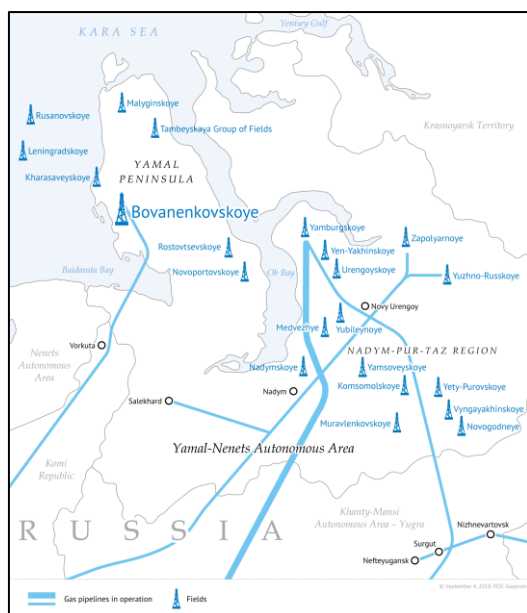 Yenisey Gulf
KARA SEA
Malyginskoye
Rusanovskoye
Tambeyskaya Group of Fields
Krasnoyarsk Territory
Leningradskoye
YAMAL
PENINSULA
Kharasaveyskoye
Bovanenkovskoye
Yamburgskoye
Zapolyarnoye
Rostovtsevskoye
Yen-Yakhinskoye
Baidarata Bay
Novoportovskoye
Ob Bay
Urengoyskoye
Yuzhno-Russkoye
Novy Urengoy
Medvezhye
Yubileynoye
Vorkuta
Nenets
Autonomous
Area
NADYM-PUR-TAZ REGION
Nadymskoye
Yamsoveyskoye
Nadym
Komsomolskoye
Yety-Purovskoye
Salekhard
Vyngayakhinskoye
Muravlenkovskoye
Novogodneye
Yamal-Nenets Autonomous Area
Komi
Republic
RUSSIA
Khanty-Mansi
Autonomous Area – Yugra
Nizhnevartovsk
Surgut
Nefteyugansk
© September 4, 2018, PJSC Gazprom
Gas pipelines in operation
Fields